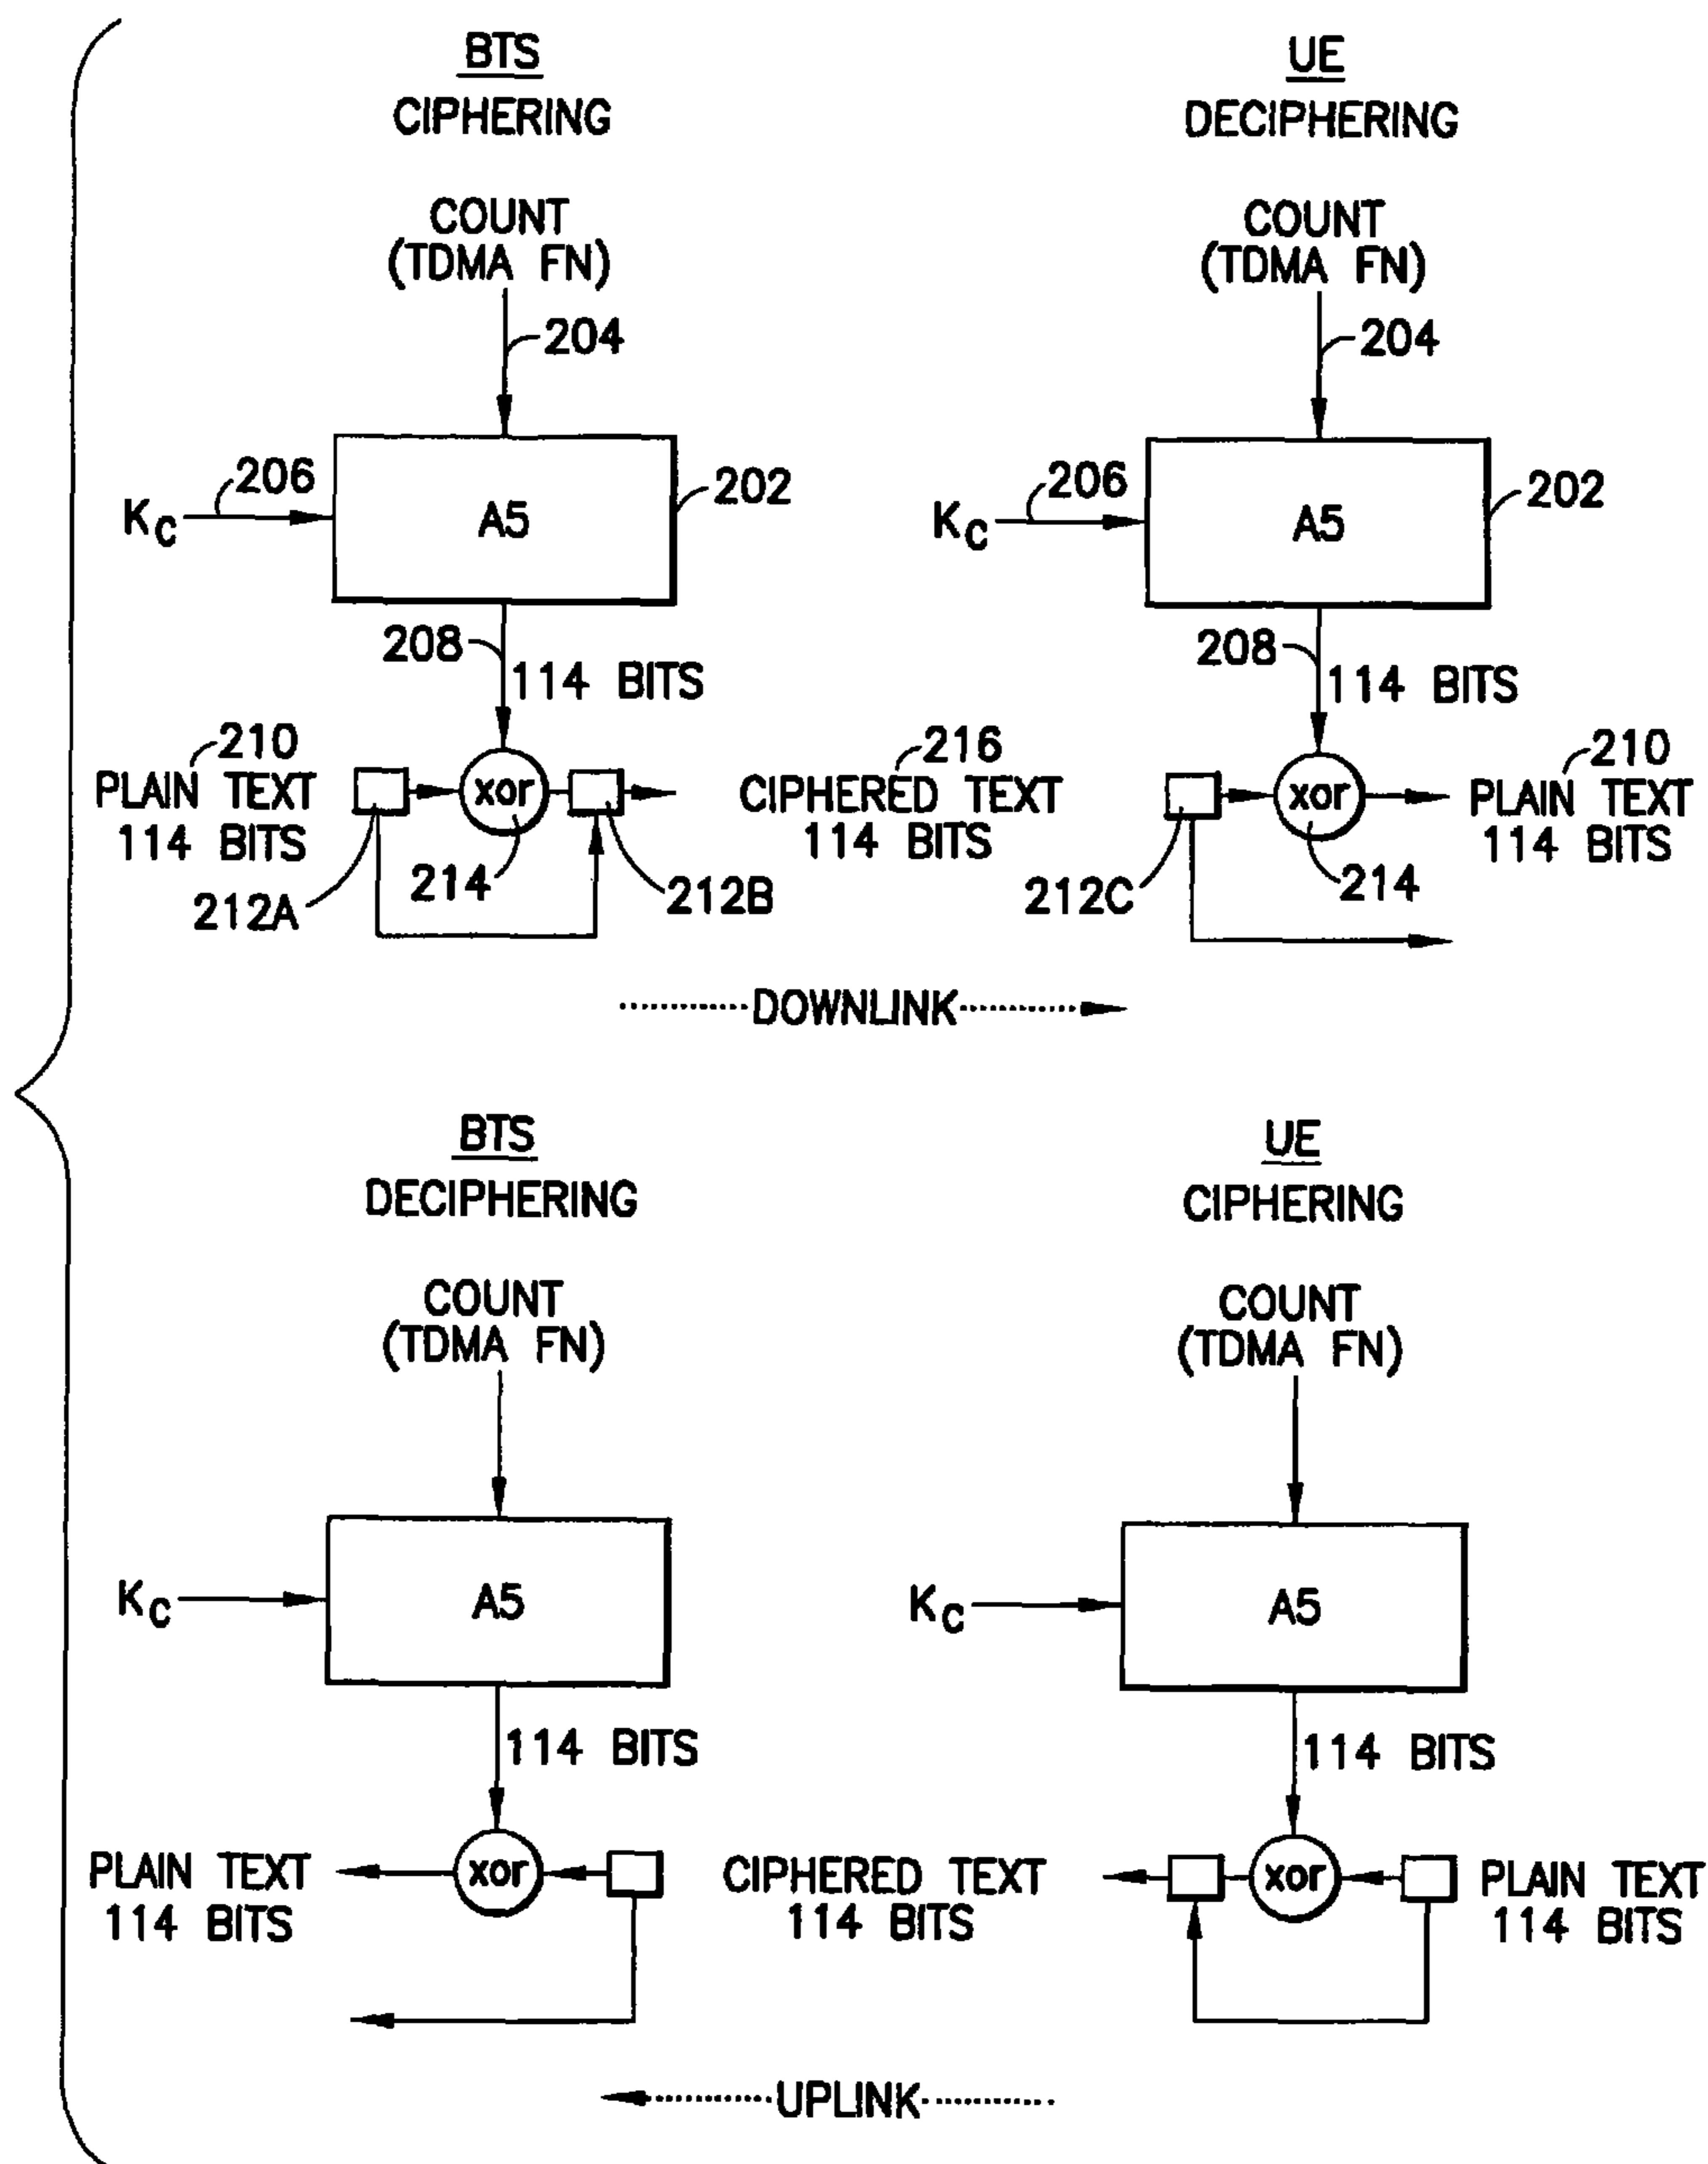 BTS
CIPHERING
UE
DECIPHERING
COUNT
(TDMA FN)
204
COUNT
(TDMA FN)
204
206
K_C
A5
202
206
K_C
A5
202
208
114 BITS
208
114 BITS
210
PLAIN TEXT
114 BITS
xor
212A
214
212B
216
CIPHERED TEXT
114 BITS
xor
212C
214
210
PLAIN TEXT
114 BITS
DOWNLINK
BTS
DECIPHERING
UE
CIPHERING
COUNT
(TDMA FN)
COUNT
(TDMA FN)
K_C
A5
K_C
A5
114 BITS
114 BITS
PLAIN TEXT
114 BITS
xor
CIPHERED TEXT
114 BITS
xor
PLAIN TEXT
114 BITS
UPLINK